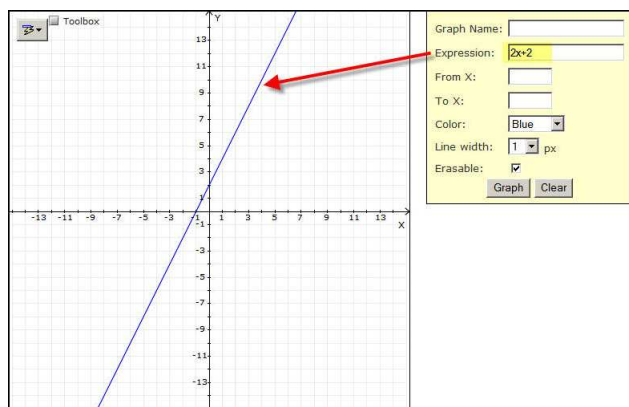 Toolbox
Y
13
11
9
7
5
3
1
-13 -11 -9 -7 -5 -3 -1 1 3 5 7 9 11 13
X
-1
-3
-5
-7
-9
-11
-13
Graph Name:
Expression: 2x+2
From X:
To X:
Color: Blue
Line width: 1 px
Erasable:
Graph Clear